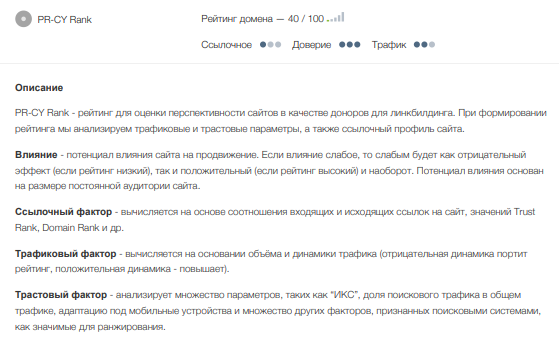 PR-CY Rank
Рейтинг домена — 40 / 100
Ссылочное Доверие Трафик
Описание
PR-CY Rank - рейтинг для оценки перспективности сайтов в качестве доноров для линкбилдинга. При формировании
рейтинга мы анализируем трафиковые и трастовые параметры, а также ссылочный профиль сайта.
Влияние - потенциал влияния сайта на продвижение. Если влияние слабое, то слабым будет как отрицательный
эффект (если рейтинг низкий), так и положительный (если рейтинг высокий) и наоборот. Потенциал влияния основан
на размере постоянной аудитории сайта.
Ссылочный фактор - вычисляется на основе соотношения входящих и исходящих ссылок на сайт, значений Trust
Rank, Domain Rank и др.
Трафиковый фактор - вычисляется на основании объёма и динамики трафика (отрицательная динамика портит
рейтинг, положительная динамика - повышает).
Трастовый фактор - анализирует множество параметров, таких как “ИКС”, доля поискового трафика в общем
трафике, адаптацию под мобильные устройства и множество других факторов, признанных поисковыми системами,
как значимые для ранжирования.